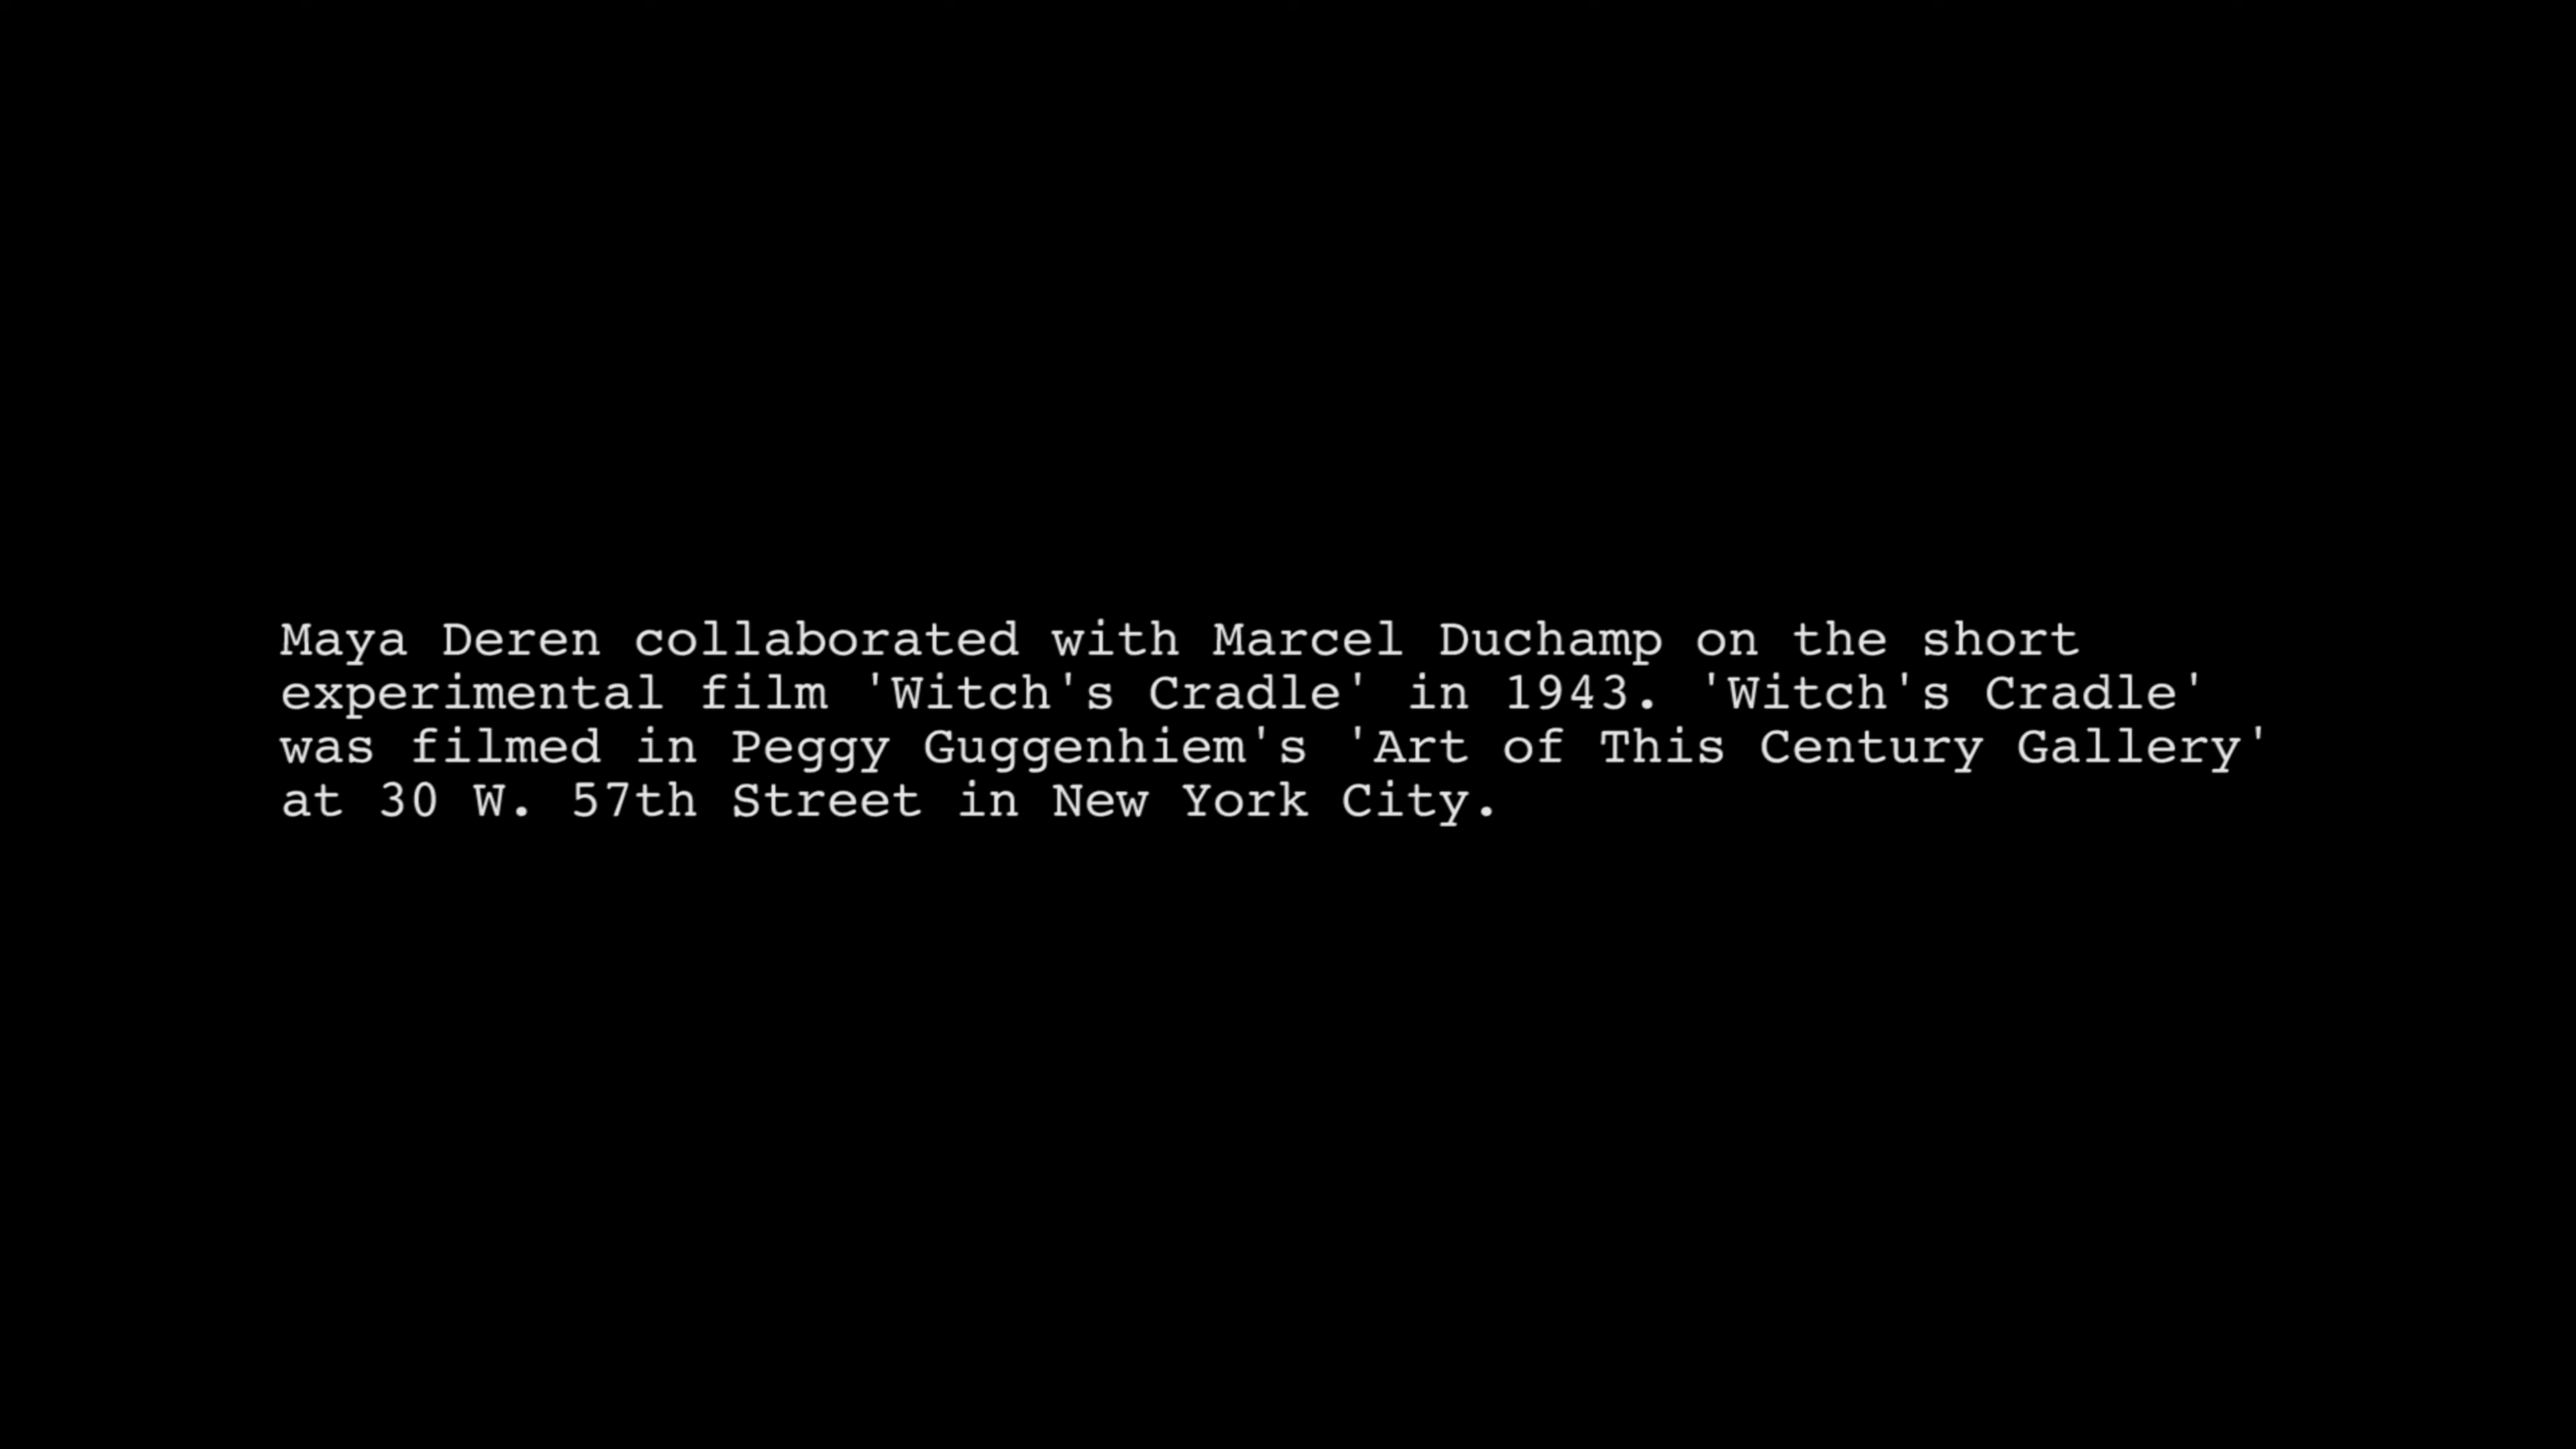 Maya Deren collaborated with Marcel Duchamp on the short
experimental film 'Witch's Cradle' in 1943. 'Witch's Cradle'
was filmed in Peggy Guggenhiem's 'Art of This Century Gallery'
at 30 W. 57th Street in New York City.